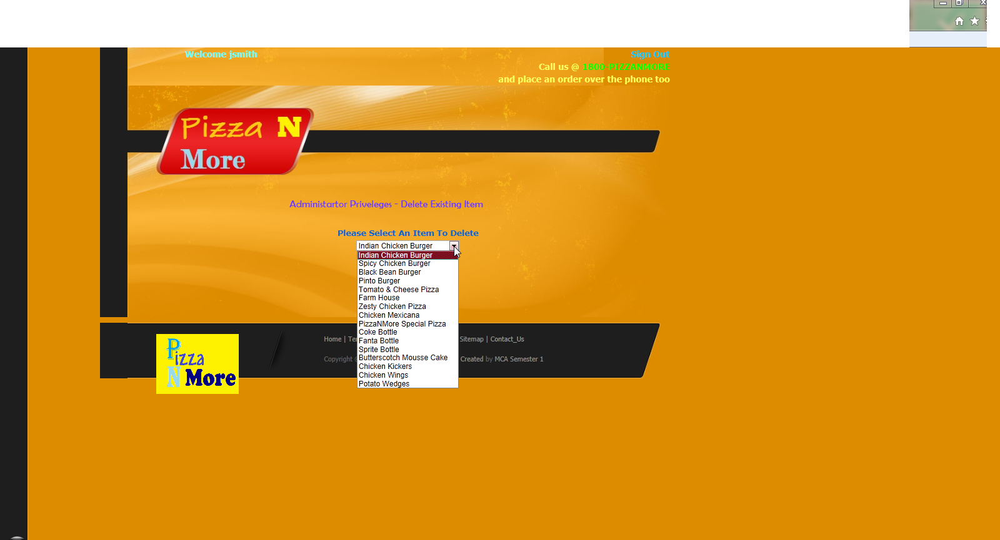 Welcome jsmith
Sign Out
Call us @ 1800-PIZZANMORE
and place an order over the phone too
Pizza N
More
Administartor Priveleges - Delete Existing Item
Please Select An Item To Delete
Indian Chicken Burger
Indian Chicken Burger
Spicy Chicken Burger
Black Bean Burger
Pinto Burger
Tomato & Cheese Pizza
Farm House
Zesty Chicken Pizza
Chicken Mexicana
PizzaNMore Special Pizza
Coke Bottle
Fanta Bottle
Sprite Bottle
Butterscotch Mousse Cake
Chicken Kickers
Chicken Wings
Potato Wedges
Home | Sitemap | Contact_Us
Copyright Created by MCA Semester 1
Pizza
N More